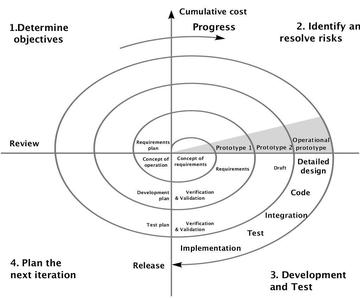 Cumulative cost
1.Determine
objectives
Progress
2. Identify an
resolve risks
Review
Requirements
plan
Prototype 1
Prototype 2
Operational
prototype
Concept of
operation
Concept of
requirements
Requirements
Draft
Detailed
design
Development
plan
Verification
& Validation
Code
Integration
Test plan
Verification
& Validation
Test
Implementation
4. Plan the
next iteration
Release
3. Development
and Test